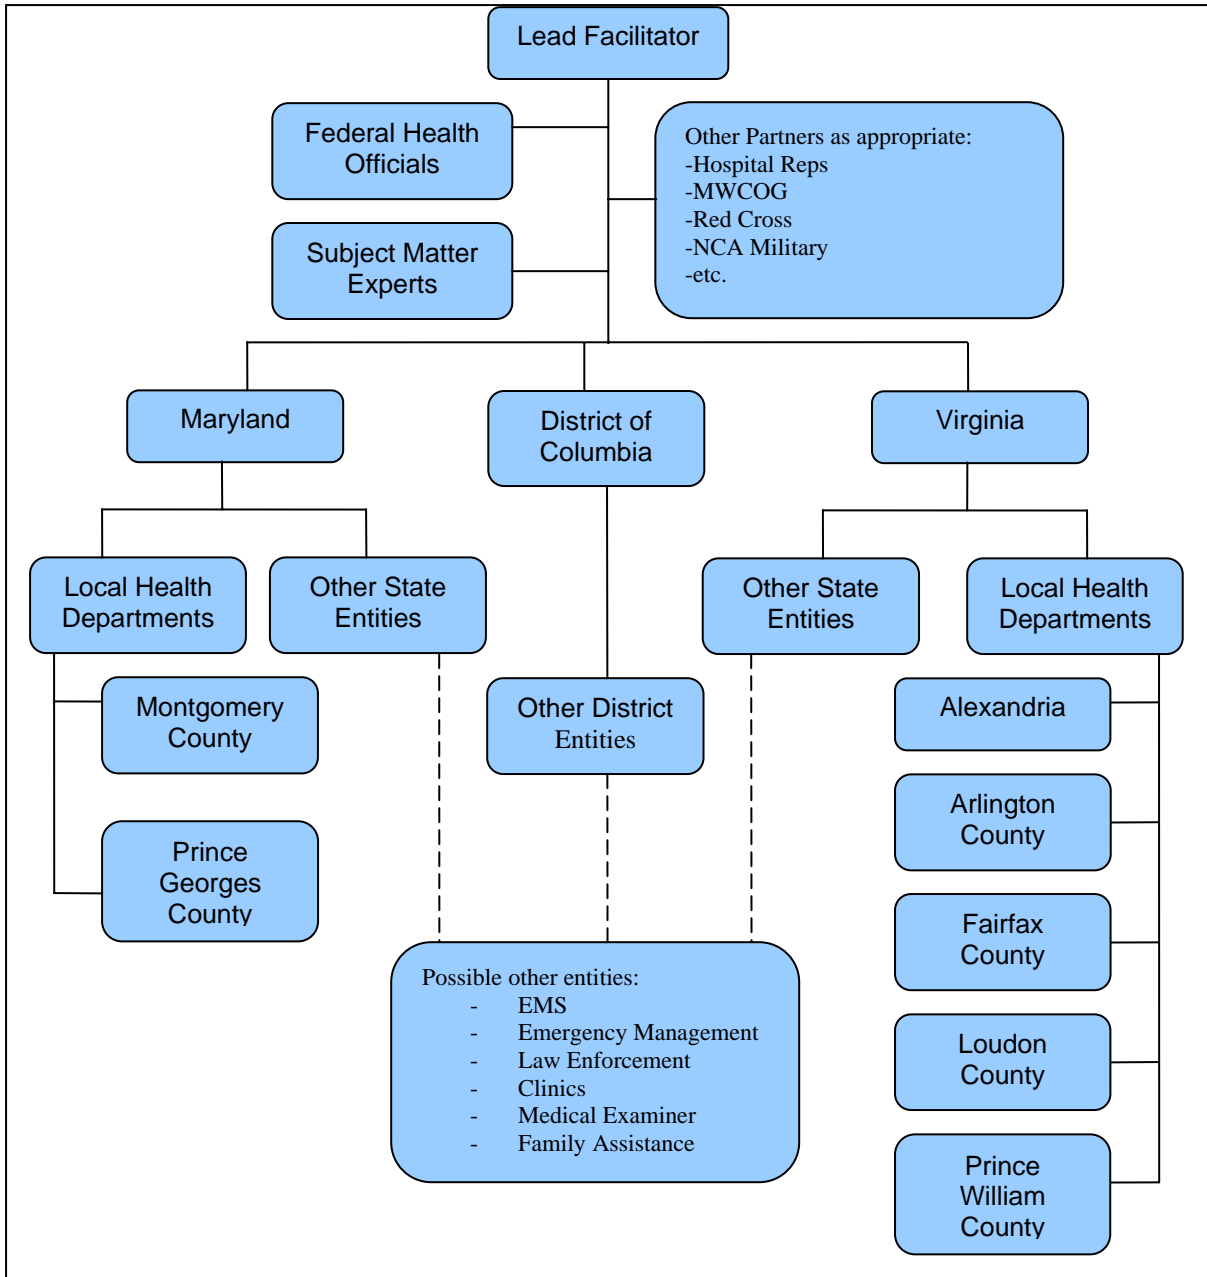 Lead Facilitator
Federal Health
Officials
Other Partners as appropriate:
-Hospital Reps
-MWCOG
-Red Cross
-NCA Military
-etc.
Subject Matter
Experts
Maryland
District of
Columbia
Virginia
Local Health
Departments
Other State
Entities
Other State
Entities
Local Health
Departments
Montgomery
County
Other District
Entities
Alexandria
Arlington
County
Prince
Georges
County
Fairfax
County
Possible other entities:
- EMS
- Emergency Management
- Law Enforcement
- Clinics
- Medical Examiner
- Family Assistance
Loudon
County
Prince
William
County